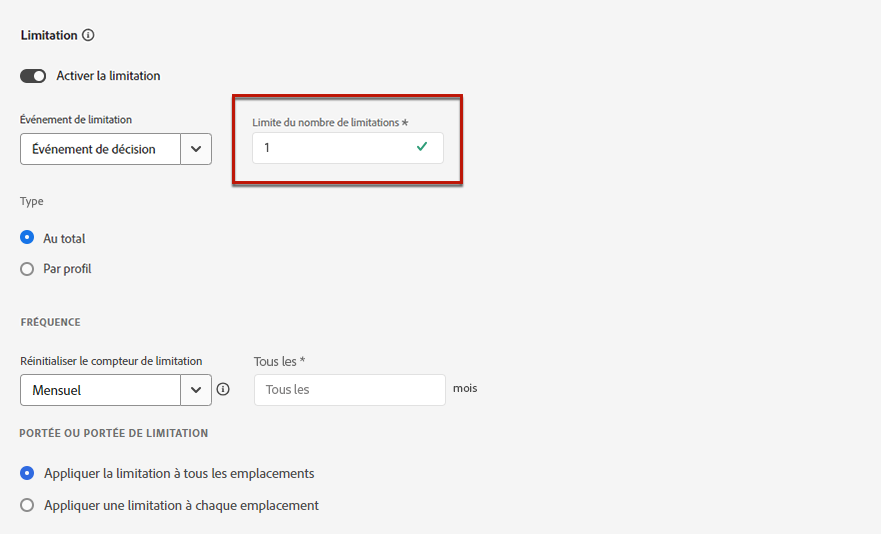 Limitation
Activer la limitation
Événement de limitation
Limite du nombre de limitations *
Événement de décision
1
Type
Au total
Par profil
FRÉQUENCE
Réinitialiser le compteur de limitation
Tous les *
Mensuel
Tous les
mois
PORTÉE OU PORTÉE DE LIMITATION
Appliquer la limitation à tous les emplacements
Appliquer une limitation à chaque emplacement